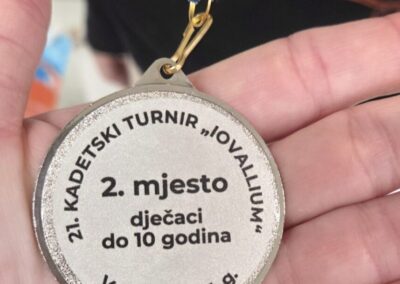 21. KADETSKI TURNIR „IOVALLIUM“
2. mjesto
dječaci
do 10 godina
g.